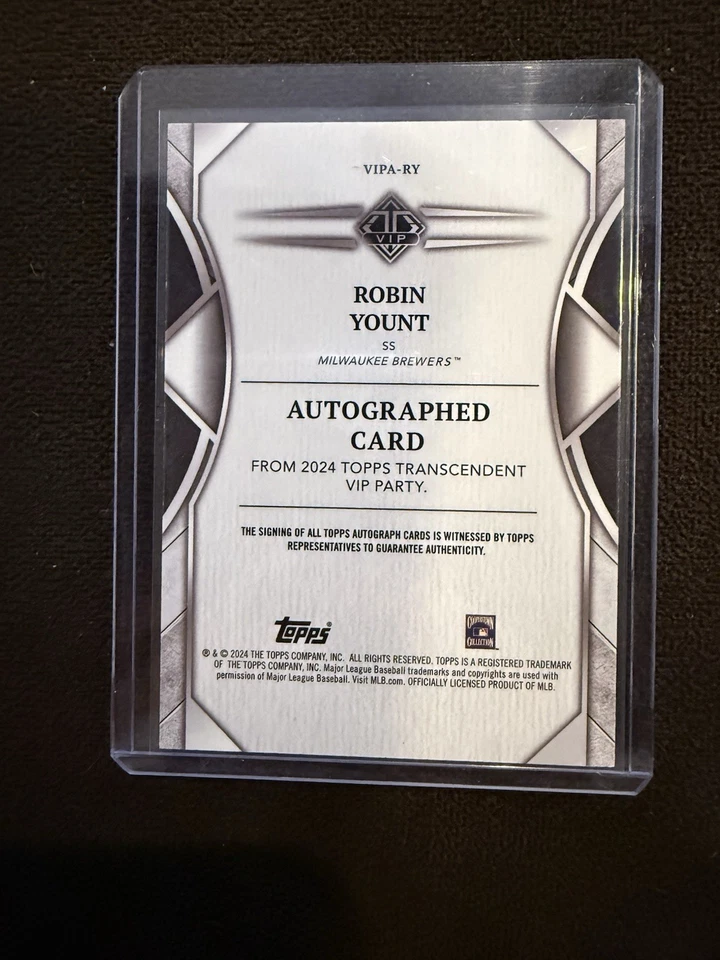 VIPA-RY
VIP
ROBIN
YOUNT
SS
MILWAUKEE BREWERS™
AUTOGRAPHED
CARD
FROM 2024 TOPPS TRANSCENDENT
VIP PARTY.
THE SIGNING OF ALL TOPPS AUTOGRAPH CARDS IS WITNESSED BY TOPPS
REPRESENTATIVES TO GUARANTEE AUTHENTICITY.
Topps®
COOPERSTOWN
COLLECTION
® & © 2024 THE TOPPS COMPANY, INC. ALL RIGHTS RESERVED. TOPPS IS A REGISTERED TRADEMARK
OF THE TOPPS COMPANY, INC. Major League Baseball trademarks and copyrights are used with
permission of Major League Baseball. Visit MLB.com. OFFICIALLY LICENSED PRODUCT OF MLB.